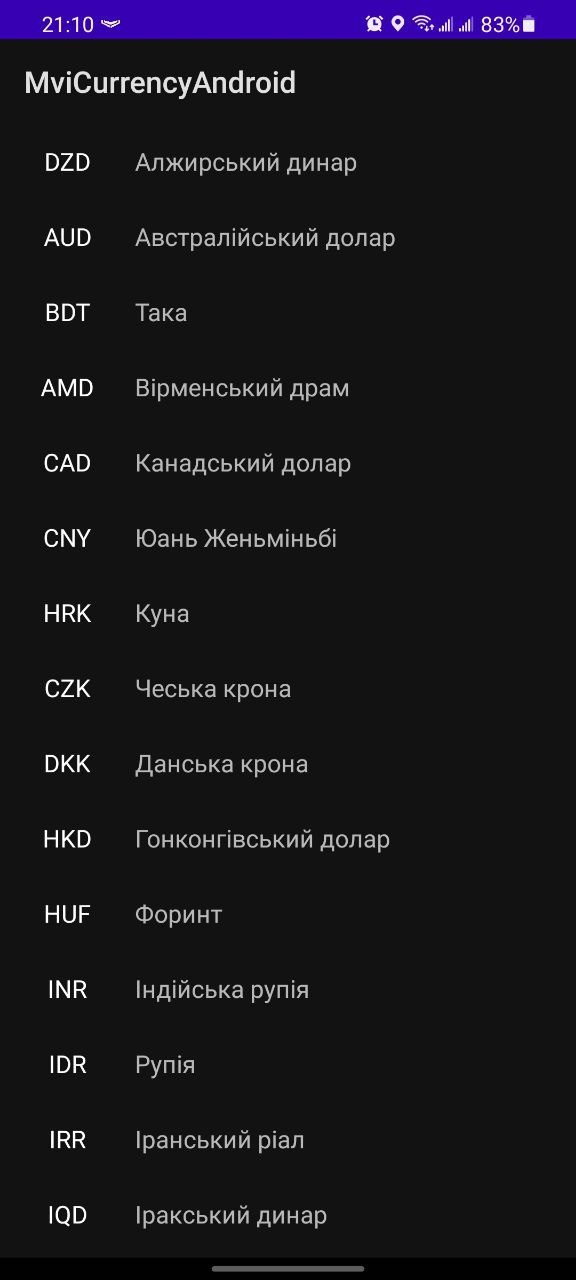 21:10 83%
MviCurrencyAndroid
DZD Алжирський динар
AUD Австралійський долар
BDT Така
AMD Вірменський драм
CAD Канадський долар
CNY Юань Женьміньбі
HRK Куна
CZK Чеська крона
DKK Данська крона
HKD Гонконгівський долар
HUF Форинт
INR Індійська рупія
IDR Рупія
IRR Іранський ріал
IQD Іракський динар